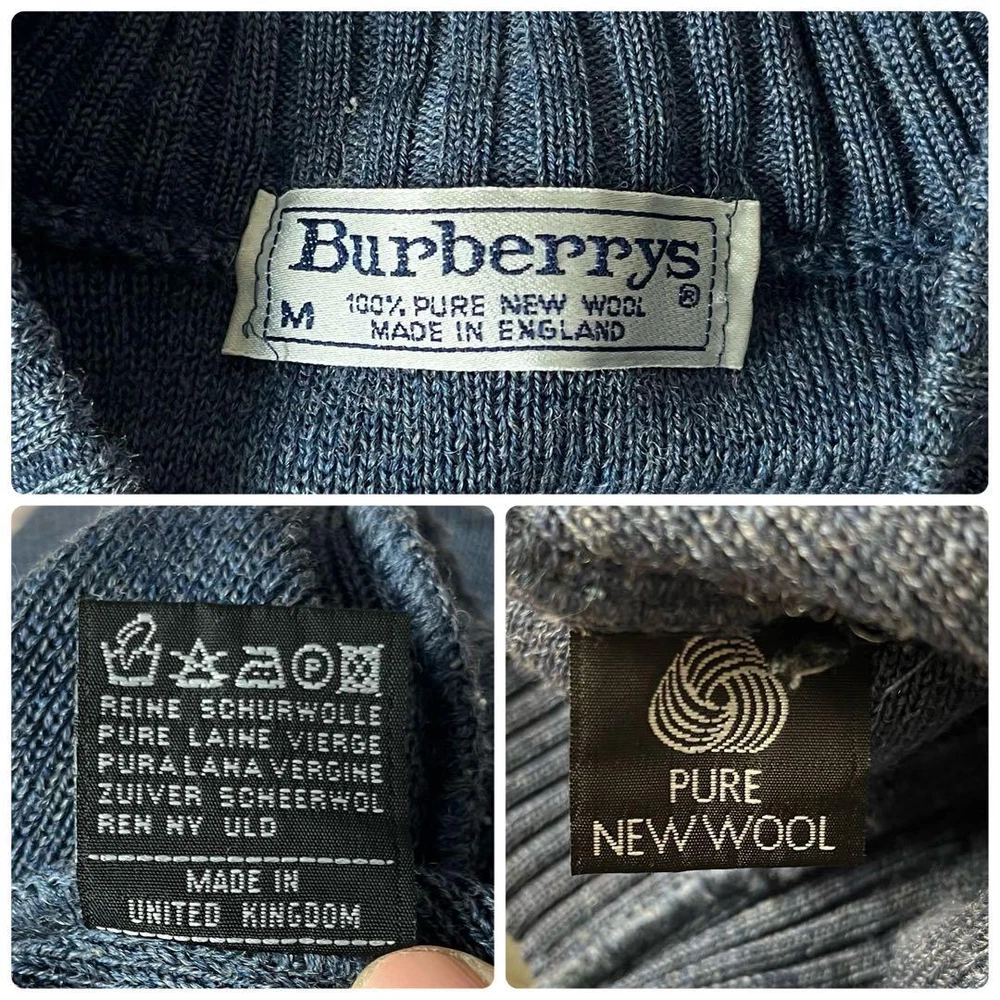 Burberrys
M 100% PURE NEW WOOL ®
MADE IN ENGLAND
P
REINE SCHURWOLLE
PURE LAINE VIERGE
PURA LANA VERGINE
ZUIVER SCHEERWOL
REN NY ULD
MADE IN
UNITED KINGDOM
PURE
NEW WOOL